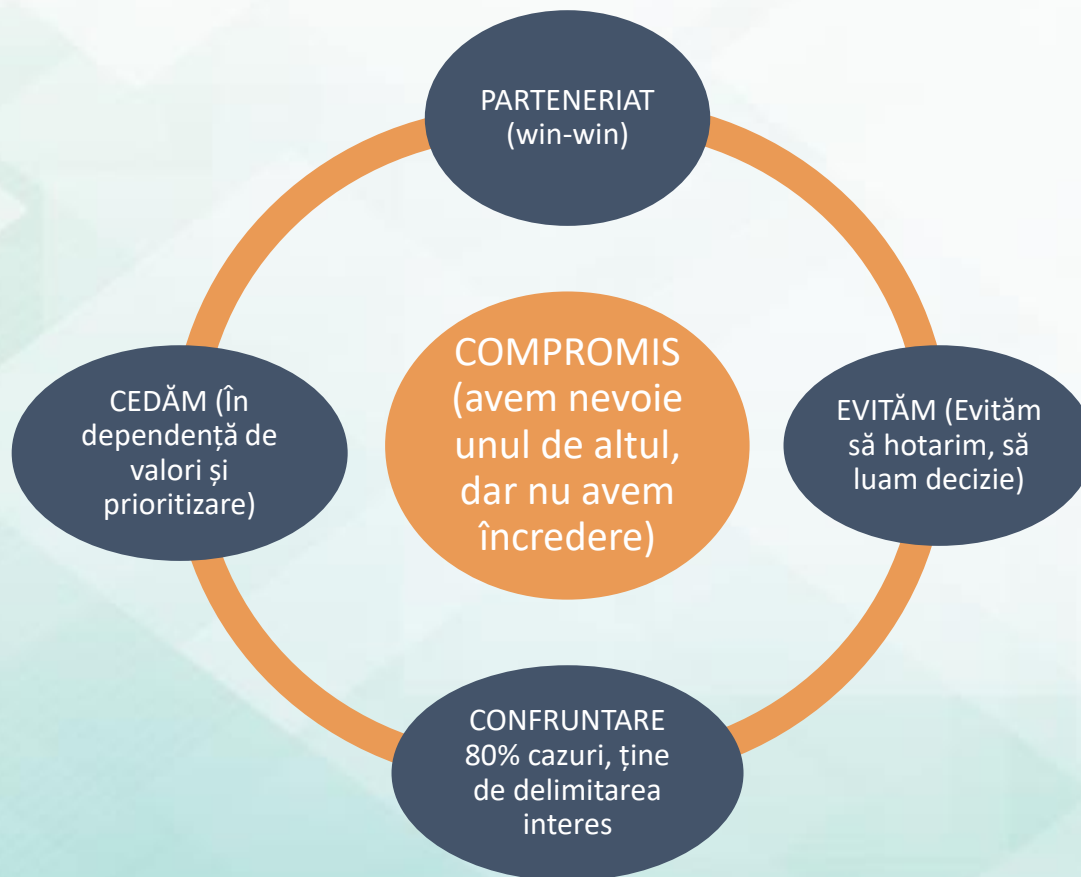 PARTENERIAT
(win-win)
COMPROMIS
(avem nevoie
unul de altul,
dar nu avem
încredere)
CEDĂM (În
dependență de
valori și
prioritizare)
EVITĂM (Evităm
să hotarim, să
luam decizie)
CONFRUNTARE
80% cazuri, ține
de delimitarea
interes